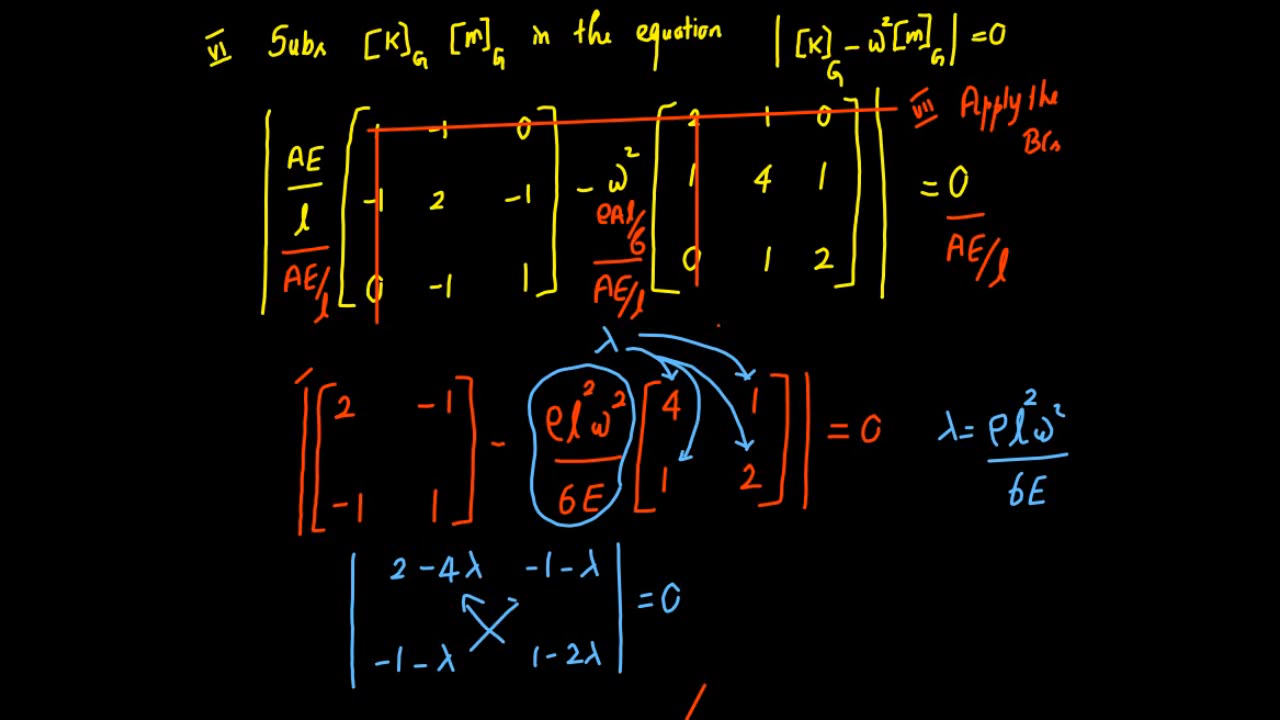 vi Subs [K]G [m]G in the equation |[K]G - ω²[m]G| = 0
vii Apply the BCs
| AE/l / AE/l [1 -1 0; -1 2 -1; 0 -1 1] - ω² ρAl/6 / AE/l [2 1 0; 1 4 1; 0 1 2] | = 0 / AE/l
λ
| [2 -1; -1 1] - ρl²ω²/6E [4 1; 1 2] | = 0 λ = ρl²ω²/6E
| 2-4λ -1-λ |
= 0
| -1-λ 1-2λ |